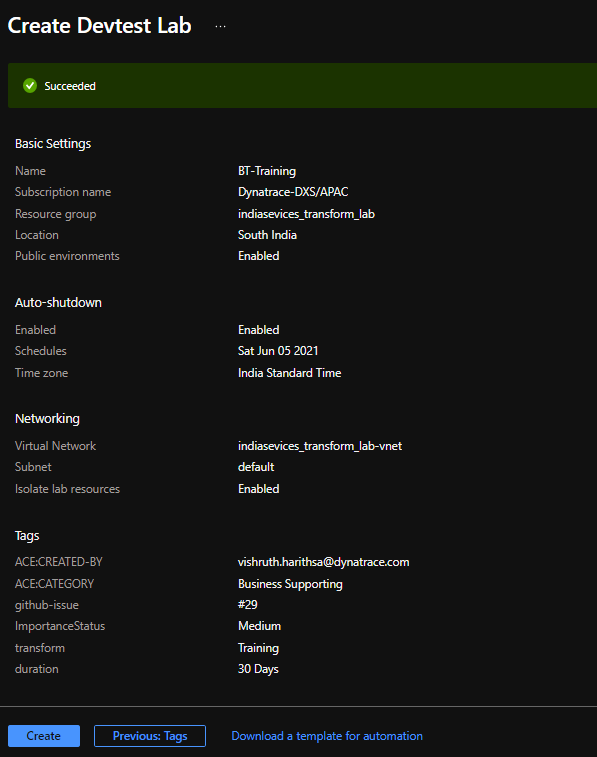 Create Devtest Lab ...
Succeeded
Basic Settings
Name BT-Training
Subscription name Dynatrace-DXS/APAC
Resource group indiasevices_transform_lab
Location South India
Public environments Enabled
Auto-shutdown
Enabled Enabled
Schedules Sat Jun 05 2021
Time zone India Standard Time
Networking
Virtual Network indiasevices_transform_lab-vnet
Subnet default
Isolate lab resources Enabled
Tags
ACE:CREATED-BY vishruth.harithsa@dynatrace.com
ACE:CATEGORY Business Supporting
github-issue #29
ImportanceStatus Medium
transform Training
duration 30 Days
Create Previous: Tags Download a template for automation